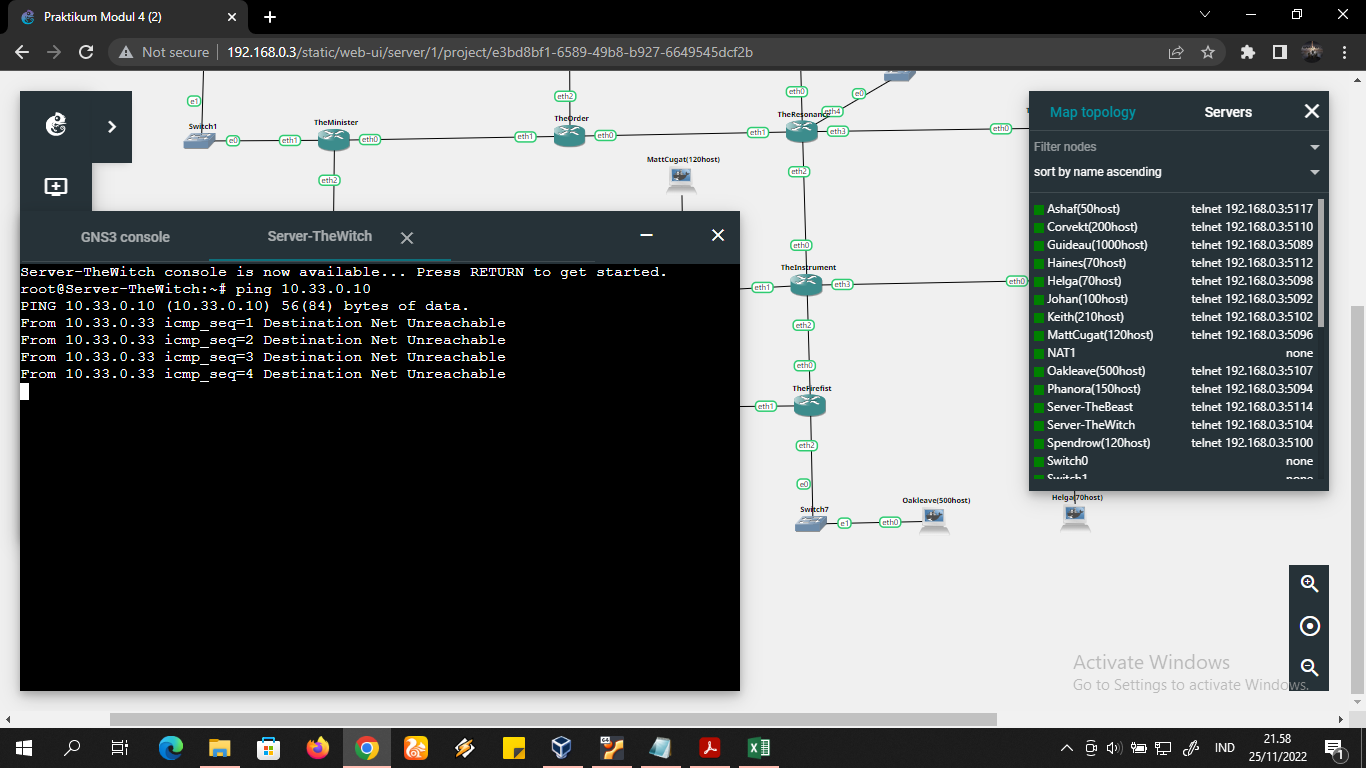 Praktikum Modul 4 (2)
Not secure
192.168.0.3/static/web-ui/server/1/project/e3bd8bf1-6589-49b8-b927-6649545dcf2b
e1
Switch1
e0
eth1
TheMinister
eth0
eth2
eth2
TheOrder
eth1
eth0
eth0
TheResonance
eth1
eth4
e0
eth3
eth0
eth2
MattCugat(120host)
eth0
TheInstrument
eth1
eth3
eth0
eth2
eth0
TheFirefist
eth1
eth2
e0
Switch7
e1
eth0
Oakleave(500host)
Helga(70host)
GNS3 console
Server-TheWitch
Server-TheWitch console is now available... Press RETURN to get started.
root@Server-TheWitch:~# ping 10.33.0.10
PING 10.33.0.10 (10.33.0.10) 56(84) bytes of data.
From 10.33.0.33 icmp_seq=1 Destination Net Unreachable
From 10.33.0.33 icmp_seq=2 Destination Net Unreachable
From 10.33.0.33 icmp_seq=3 Destination Net Unreachable
From 10.33.0.33 icmp_seq=4 Destination Net Unreachable
Map topology
Servers
Filter nodes
sort by name ascending
Ashaf(50host) telnet 192.168.0.3:5117
Corvekt(200host) telnet 192.168.0.3:5110
Guideau(1000host) telnet 192.168.0.3:5089
Haines(70host) telnet 192.168.0.3:5112
Helga(70host) telnet 192.168.0.3:5098
Johan(100host) telnet 192.168.0.3:5092
Keith(210host) telnet 192.168.0.3:5102
MattCugat(120host) telnet 192.168.0.3:5096
NAT1 none
Oakleave(500host) telnet 192.168.0.3:5107
Phanora(150host) telnet 192.168.0.3:5094
Server-TheBeast telnet 192.168.0.3:5114
Server-TheWitch telnet 192.168.0.3:5104
Spendrow(120host) telnet 192.168.0.3:5100
Switch0 none
Switch1 none
Activate Windows
Go to Settings to activate Windows.
IND
21.58
25/11/2022
1